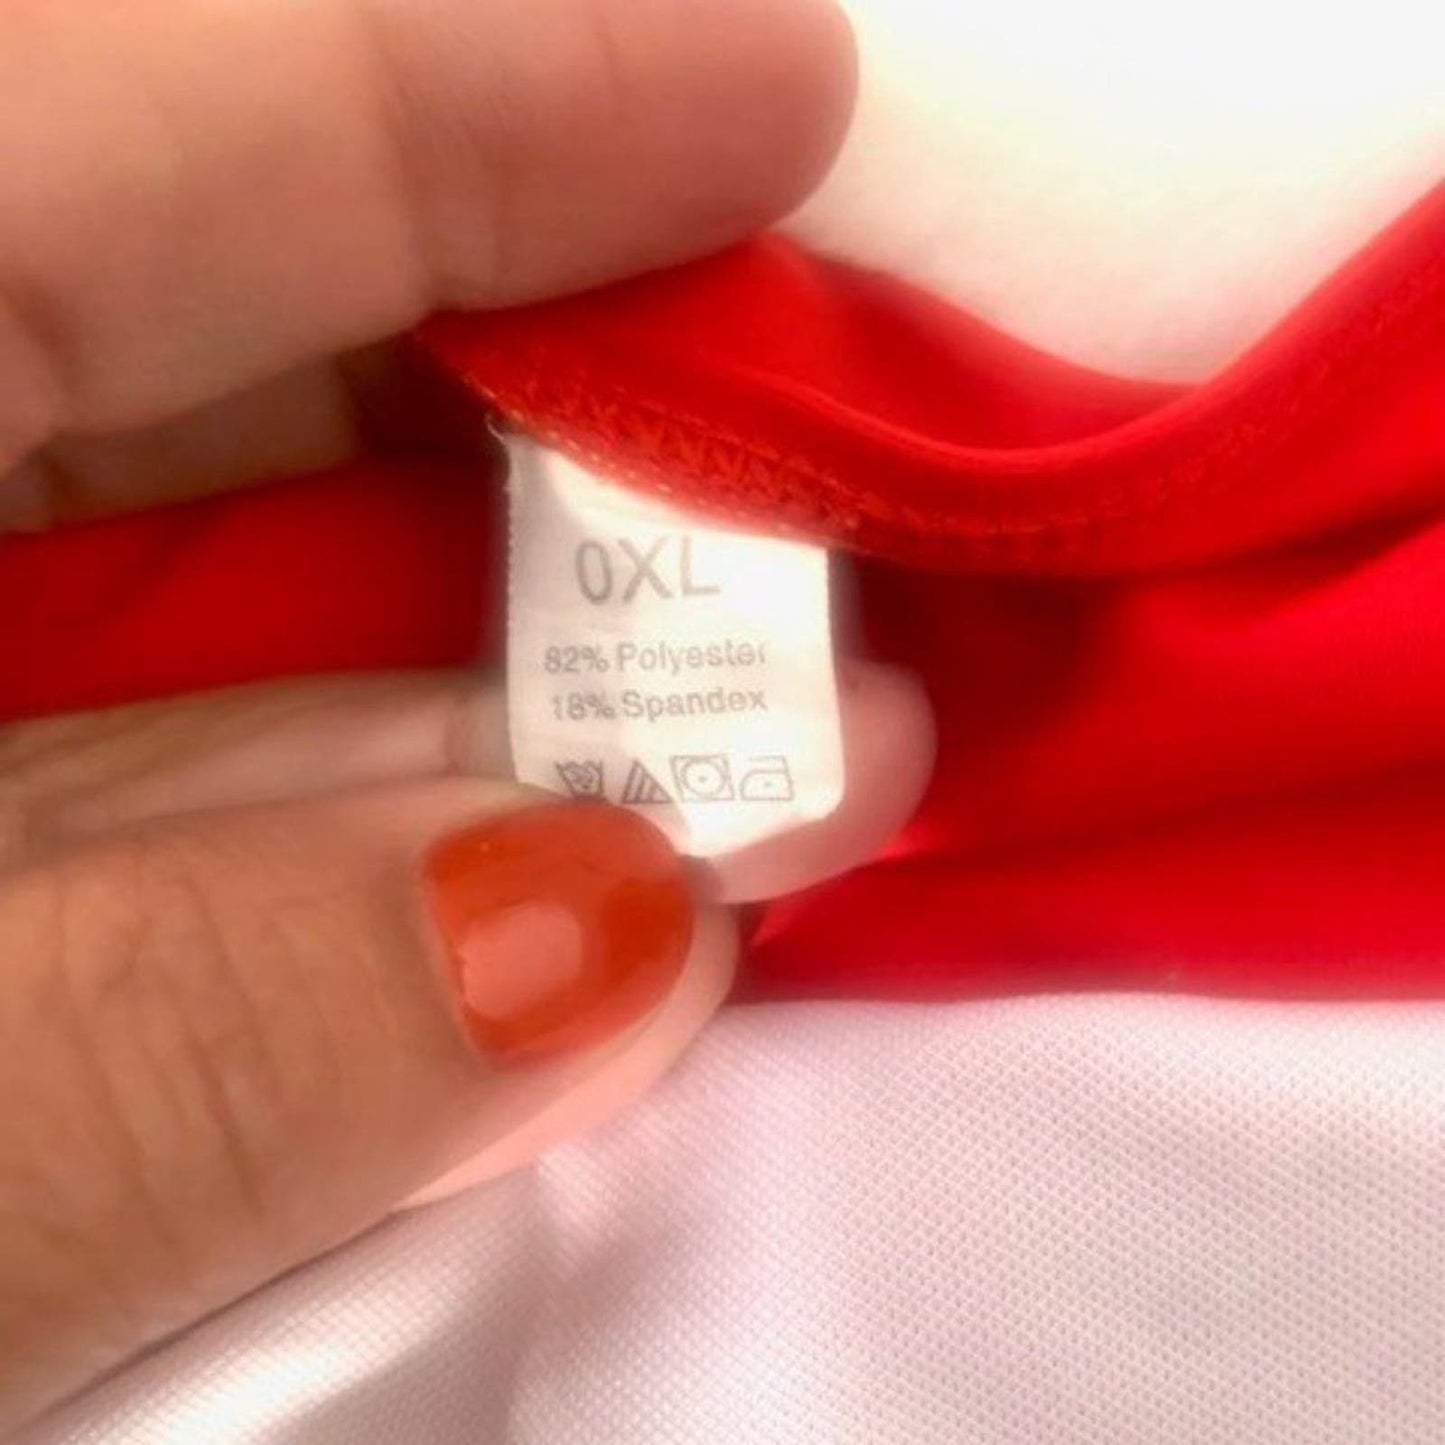 0XL
82% Polyester
18% Spandex